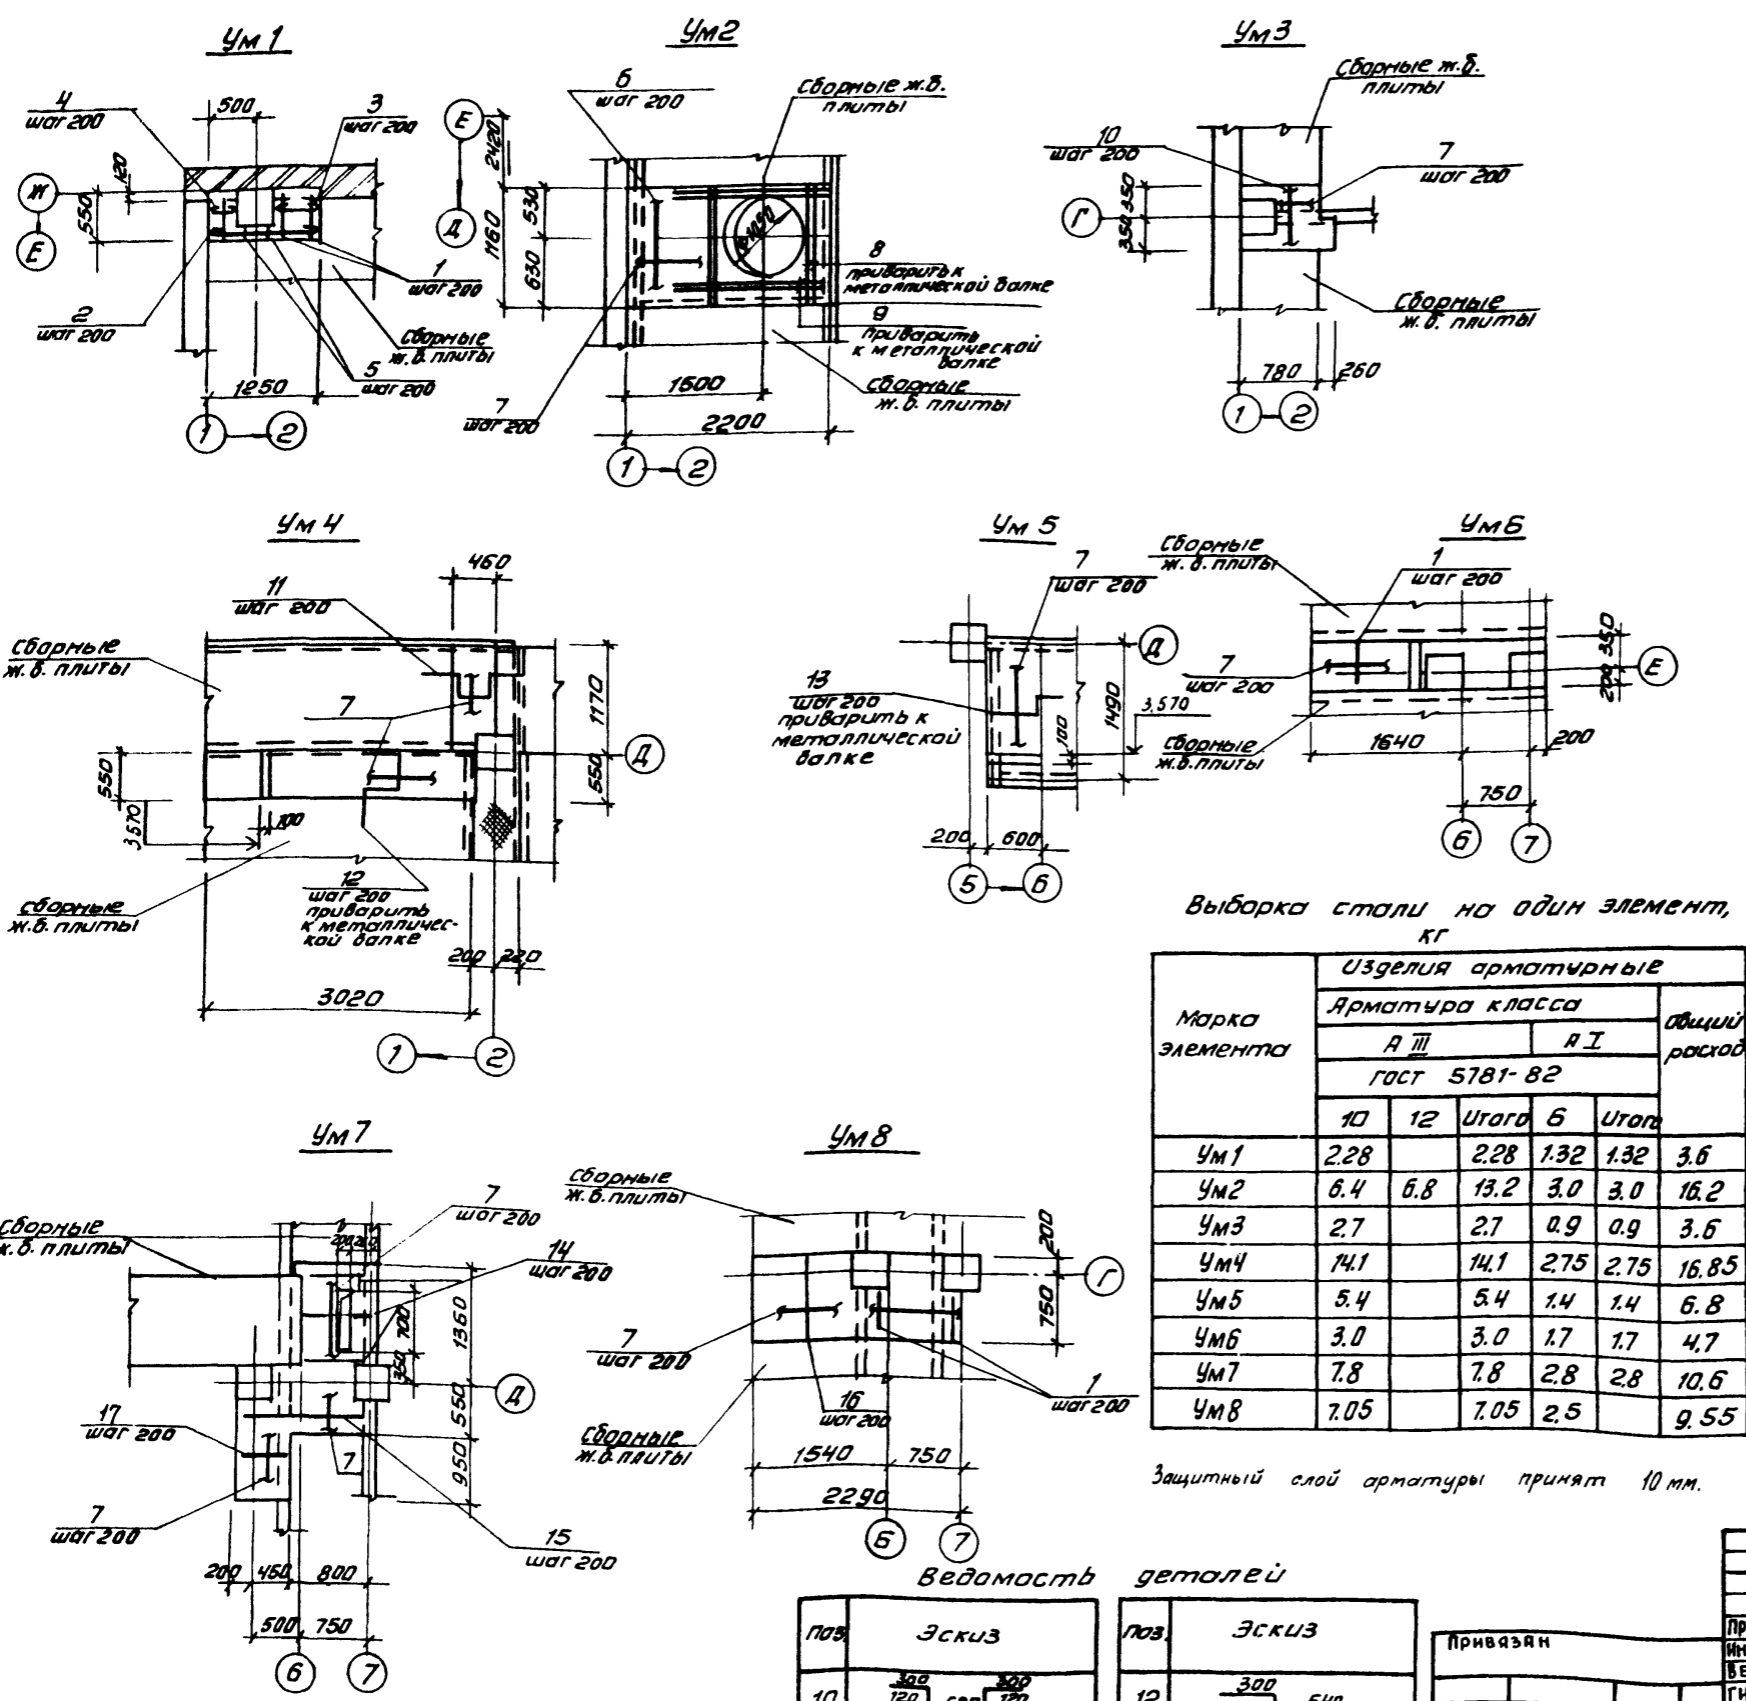 Ум 1
4
шаг 200
500
3
шаг 200
120
550
Ж
Е
1
шаг 200
2
шаг 200
сборные
ж.б. плиты
5
шаг 200
1250
1
2
Ум2
6
шаг 200
сборные ж.б.
плиты
Е
Д
2420
1160
530
630
8
приварить к
металлической балке
9
приварить
к металлической
балке
сборные
ж.б. плиты
7
шаг 200
1600
2200
1
2
Ум3
сборные ж.б.
плиты
10
шаг 200
7
шаг 200
350
350
Г
сборные
ж.б. плиты
780
260
1
2
Ум 4
460
11
шаг 200
сборные
ж.б. плиты
7
1170
550
Д
550
3.570
100
12
шаг 200
приварить
к металличес-
кой балке
сборные
ж.б. плиты
200
220
3020
1
2
Ум 5
7
шаг 200
Д
13
шаг 200
приварить к
металлической
балке
1490
100
3.570
200
600
5
6
Ум6
сборные
ж.б. плиты
1
шаг 200
7
шаг 200
350
200
Е
сборные
ж.б. плиты
1640
200
750
6
7
Выборка стали на один элемент,
кг
Марка
элемента
Изделия арматурные
Арматура класса
А III
А I
ГОСТ 5781-82
Общий
расход
10 12 Итого 6 Итого
Ум1 2.28 2.28 1.32 1.32 3.6
Ум2 6.4 6.8 13.2 3.0 3.0 16.2
Ум3 2.7 2.7 0.9 0.9 3.6
Ум4 14.1 14.1 2.75 2.75 16.85
Ум5 5.4 5.4 1.4 1.4 6.8
Ум6 3.0 3.0 1.7 1.7 4.7
Ум7 7.8 7.8 2.8 2.8 10.6
Ум8 7.05 7.05 2.5 9.55
Защитный слой арматуры принят 10 мм.
Ум7
сборные
ж.б. плиты
7
шаг 200
14
шаг 200
700
350
1360
550
950
Д
17
шаг 200
7
7
шаг 200
15
шаг 200
200
450
800
500
750
6
7
Ум8
сборные
ж.б. плиты
200
750
Г
7
шаг 200
16
шаг 200
1
шаг 200
сборные
ж.б. плиты
1540
750
2290
6
7
Ведомость деталей
поз. Эскиз
поз. Эскиз
10
300
120
300
120
12
300
Привязан